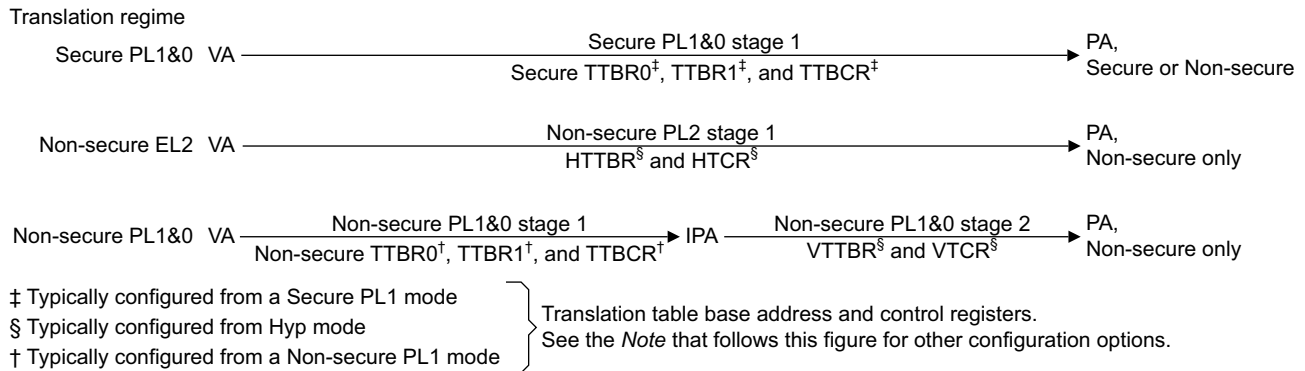 Translation regime
Secure PL1&0 VA
Secure PL1&0 stage 1
Secure TTBR0‡, TTBR1‡, and TTBCR‡
PA,
Secure or Non-secure
Non-secure EL2 VA
Non-secure PL2 stage 1
HTTBR§ and HTCR§
PA,
Non-secure only
Non-secure PL1&0 VA
Non-secure PL1&0 stage 1
Non-secure TTBR0†, TTBR1†, and TTBCR†
IPA
Non-secure PL1&0 stage 2
VTTBR§ and VTCR§
PA,
Non-secure only
‡ Typically configured from a Secure PL1 mode
§ Typically configured from Hyp mode
† Typically configured from a Non-secure PL1 mode
Translation table base address and control registers.
See the Note that follows this figure for other configuration options.